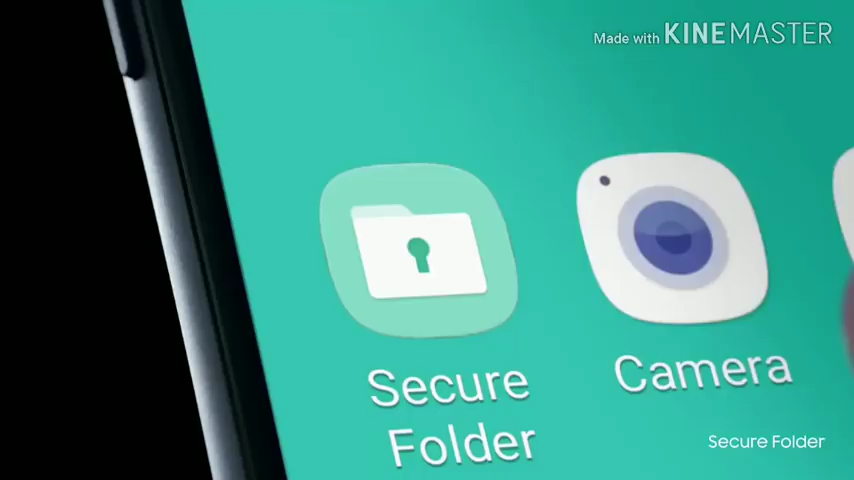 Made with KINEMASTER
Secure
Folder
Camera
Secure Folder